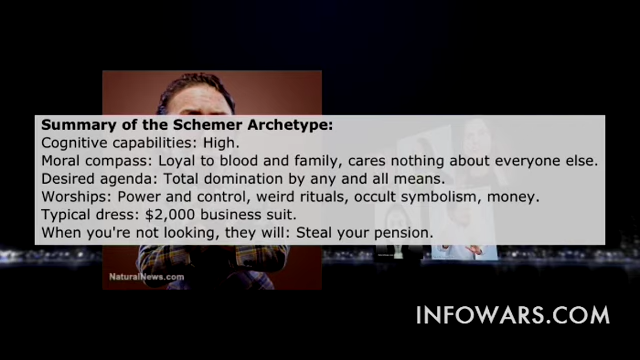 Summary of the Schemer Archetype:
Cognitive capabilities: High.
Moral compass: Loyal to blood and family, cares nothing about everyone else.
Desired agenda: Total domination by any and all means.
Worships: Power and control, weird rituals, occult symbolism, money.
Typical dress: $2,000 business suit.
When you're not looking, they will: Steal your pension.
NaturalNews.com
INFOWARS.COM